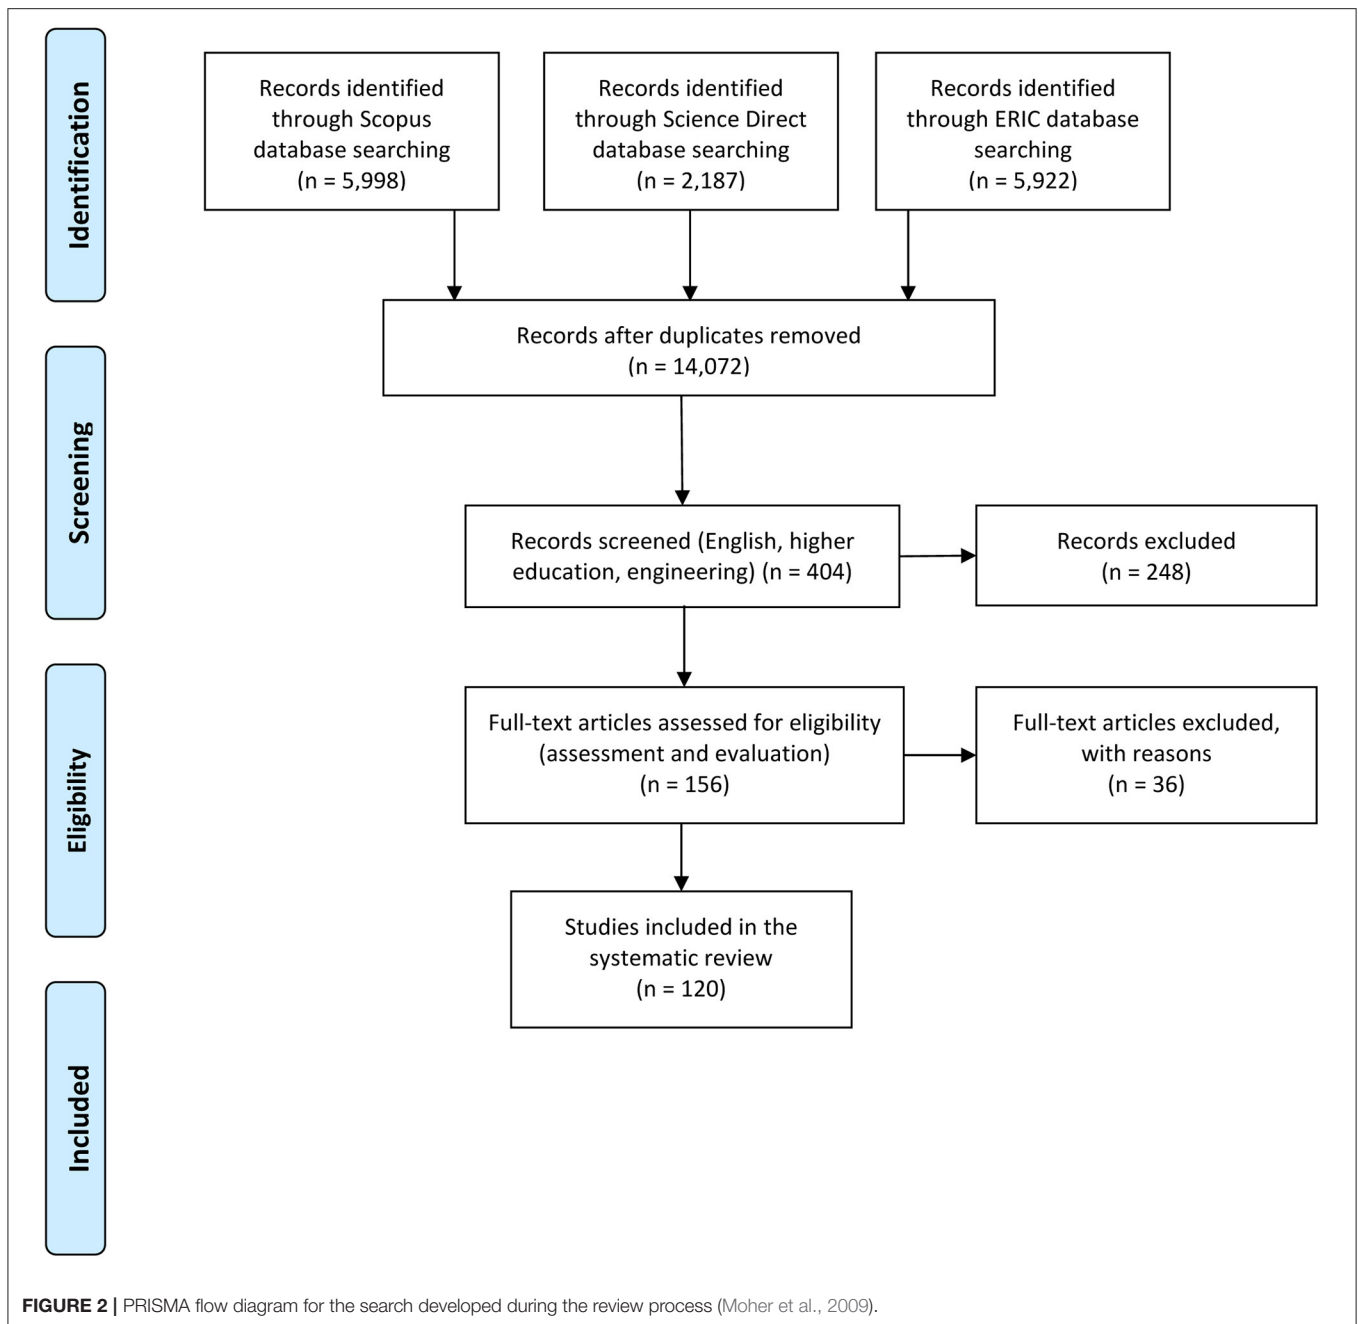 Identification
Records identified
through Scopus
database searching
(n = 5,998)
Records identified
through Science Direct
database searching
(n = 2,187)
Records identified
through ERIC database
searching
(n = 5,922)
Records after duplicates removed
(n = 14,072)
Screening
Records screened (English, higher
education, engineering) (n = 404)
Records excluded
(n = 248)
Eligibility
Full-text articles assessed for eligibility
(assessment and evaluation)
(n = 156)
Full-text articles excluded,
with reasons
(n = 36)
Studies included in the
systematic review
(n = 120)
Included
FIGURE 2 | PRISMA flow diagram for the search developed during the review process (Moher et al., 2009).